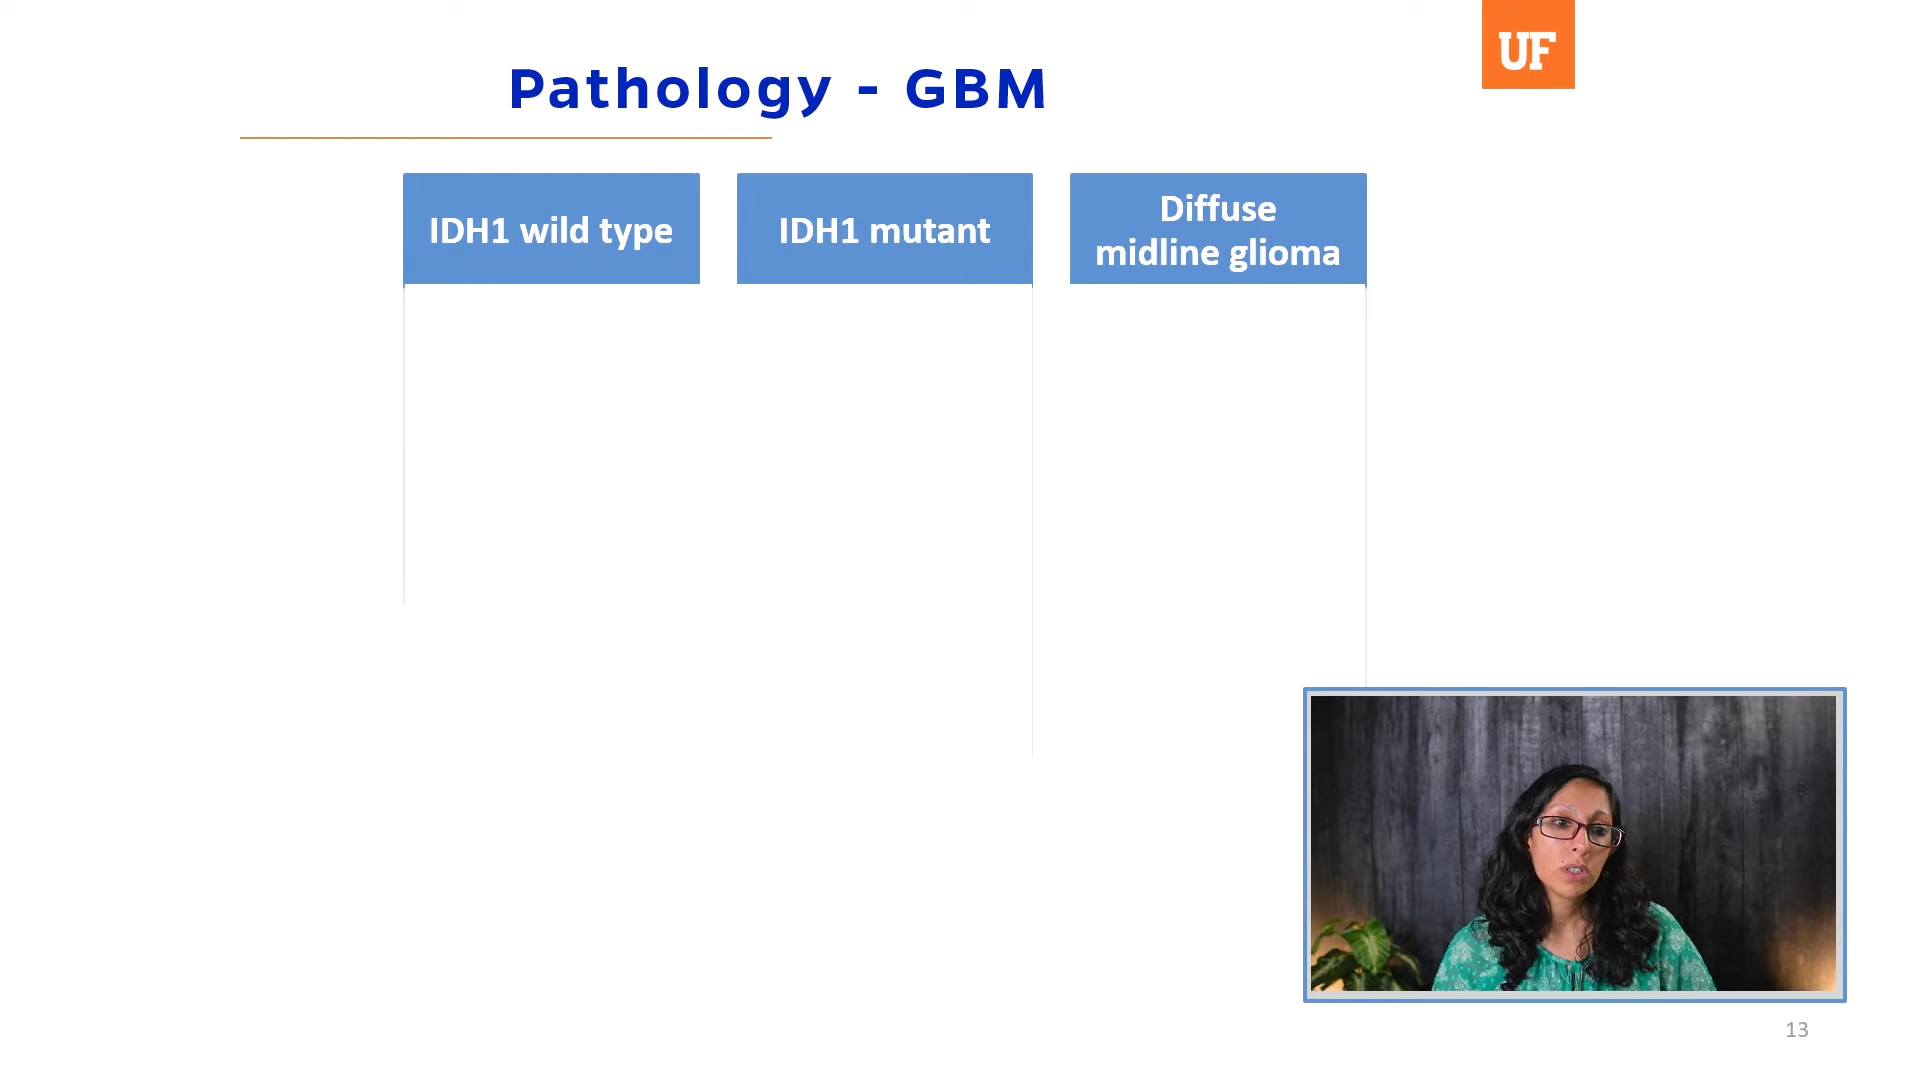 Pathology - GBM
UF
IDH1 wild type
IDH1 mutant
Diffuse
midline glioma
13